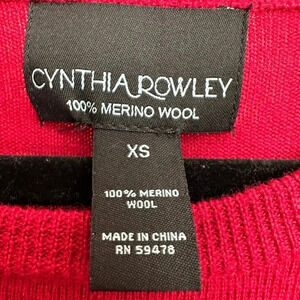 CYNTHIA ROWLEY
100% MERINO WOOL
XS
100% MERINO
WOOL
MADE IN CHINA
RN 59478